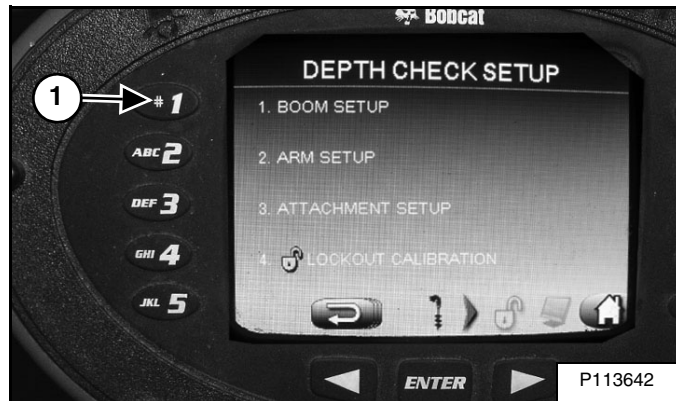 Bobcat
DEPTH CHECK SETUP
1
# 1
1. BOOM SETUP
ABC 2
2. ARM SETUP
DEF 3
3. ATTACHMENT SETUP
GHI 4
4. LOCKOUT CALIBRATION
JKL 5
ENTER
P113642